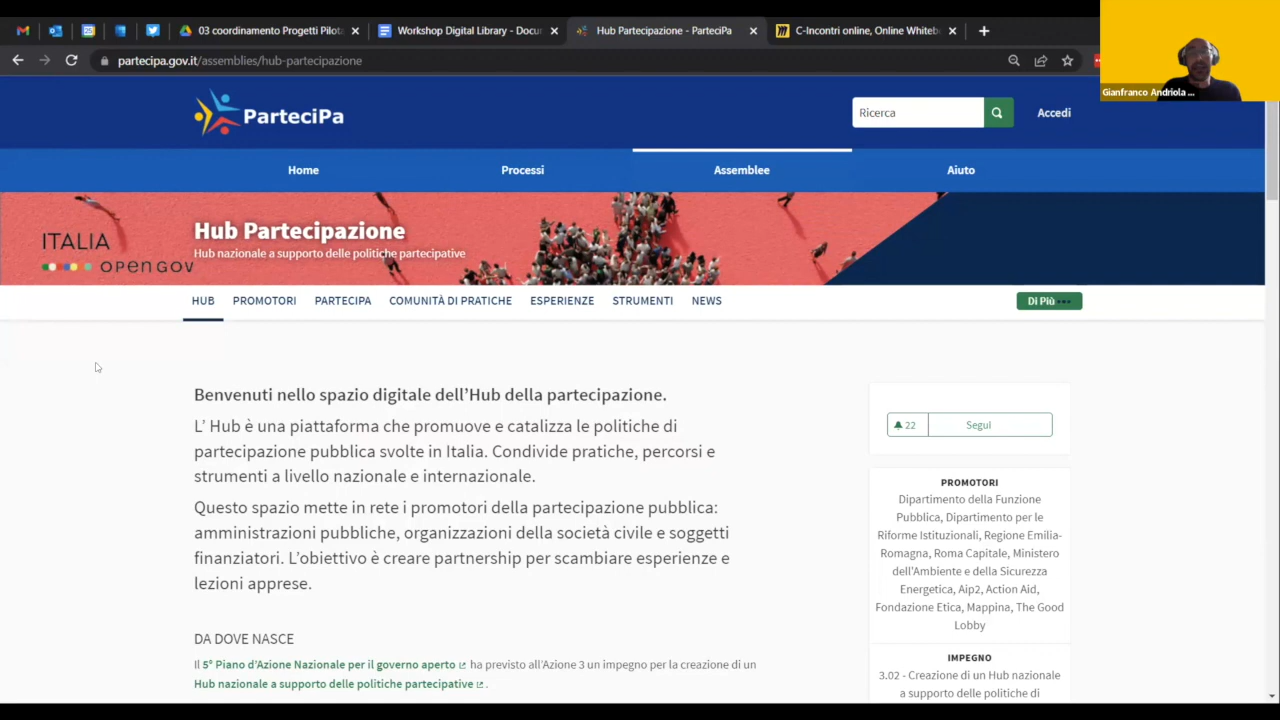 03 coordinamento Progetti Pilota
Workshop Digital Library - Docu
Hub Partecipazione - ParteciPa
C-Incontri online, Online Whitebo
partecipa.gov.it/assemblies/hub-partecipazione
Gianfranco Andriola ...
ParteciPa
Ricerca
Accedi
Home
Processi
Assemblee
Aiuto
ITALIA
OPENGOV
Hub Partecipazione
Hub nazionale a supporto delle politiche partecipative
HUB
PROMOTORI
PARTECIPA
COMUNITÀ DI PRATICHE
ESPERIENZE
STRUMENTI
NEWS
Di Più •••
Benvenuti nello spazio digitale dell’Hub della partecipazione.
L’ Hub è una piattaforma che promuove e catalizza le politiche di
partecipazione pubblica svolte in Italia. Condivide pratiche, percorsi e
strumenti a livello nazionale e internazionale.
Questo spazio mette in rete i promotori della partecipazione pubblica:
amministrazioni pubbliche, organizzazioni della società civile e soggetti
finanziatori. L’obiettivo è creare partnership per scambiare esperienze e
lezioni apprese.
DA DOVE NASCE
Il 5° Piano d’Azione Nazionale per il governo aperto ha previsto all’Azione 3 un impegno per la creazione di un
Hub nazionale a supporto delle politiche partecipative .
22
Segui
PROMOTORI
Dipartimento della Funzione
Pubblica, Dipartimento per le
Riforme Istituzionali, Regione Emilia-
Romagna, Roma Capitale, Ministero
dell'Ambiente e della Sicurezza
Energetica, Aip2, Action Aid,
Fondazione Etica, Mappina, The Good
Lobby
IMPEGNO
3.02 - Creazione di un Hub nazionale
a supporto delle politiche di